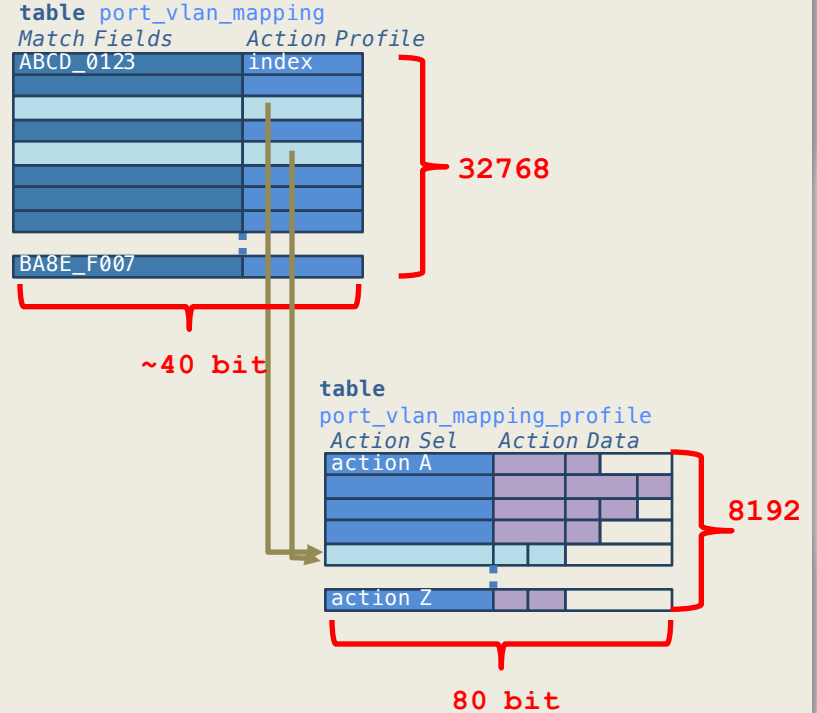 table port_vlan_mapping
Match Fields Action Profile
ABCD_0123 index
32768
BA8E_F007
~40 bit
table
port_vlan_mapping_profile
Action Sel Action Data
action A
8192
action Z
80 bit